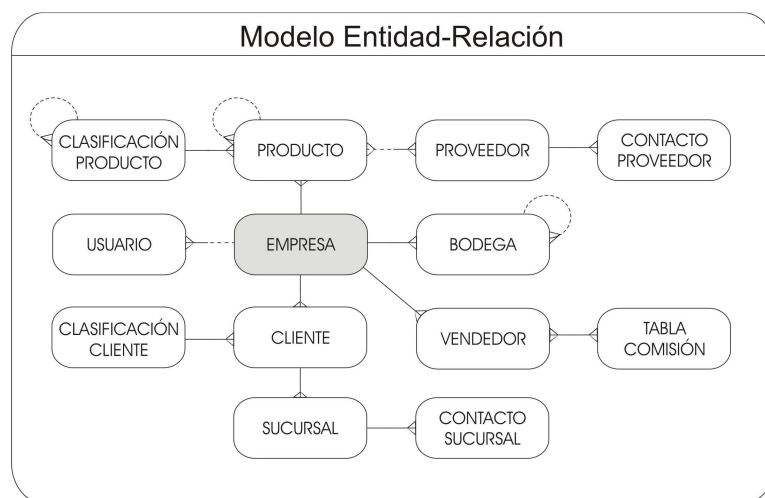 Modelo Entidad-Relación
CLASIFICACIÓN
PRODUCTO
PRODUCTO
PROVEEDOR
CONTACTO
PROVEEDOR
USUARIO
EMPRESA
BODEGA
CLASIFICACIÓN
CLIENTE
CLIENTE
VENDEDOR
TABLA
COMISIÓN
SUCURSAL
CONTACTO
SUCURSAL